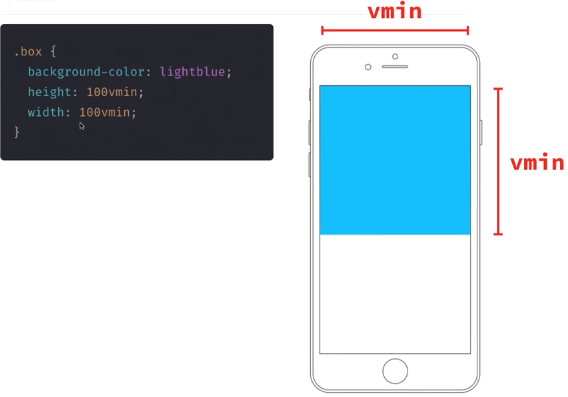 vmin
.box {
background-color: lightblue;
height: 100vmin;
width: 100vmin;
}
vmin